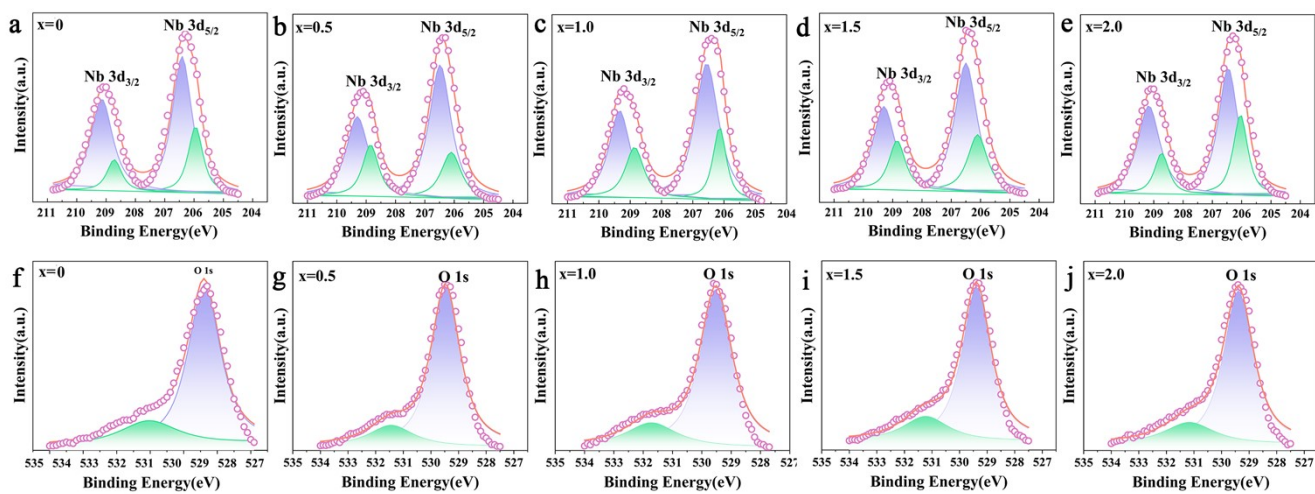 a
x=0
Nb 3d5/2
Nb 3d3/2
Intensity(a.u.)
211 210 209 208 207 206 205 204
Binding Energy(eV)
b
x=0.5
Nb 3d5/2
Nb 3d3/2
Intensity(a.u.)
211 210 209 208 207 206 205 204
Binding Energy(eV)
c
x=1.0
Nb 3d5/2
Nb 3d3/2
Intensity(a.u.)
211 210 209 208 207 206 205 204
Binding Energy(eV)
d
x=1.5
Nb 3d5/2
Nb 3d3/2
Intensity(a.u.)
211 210 209 208 207 206 205 204
Binding Energy(eV)
e
x=2.0
Nb 3d5/2
Nb 3d3/2
Intensity(a.u.)
211 210 209 208 207 206 205 204
Binding Energy(eV)
f
x=0
O 1s
Intensity(a.u.)
535 534 533 532 531 530 529 528 527
Binding Energy(eV)
g
x=0.5
O 1s
Intensity(a.u.)
535 534 533 532 531 530 529 528 527
Binding Energy(eV)
h
x=1.0
O 1s
Intensity(a.u.)
535 534 533 532 531 530 529 528 527
Binding Energy(eV)
i
x=1.5
O 1s
Intensity(a.u.)
535 534 533 532 531 530 529 528 527
Binding Energy(eV)
j
x=2.0
O 1s
Intensity(a.u.)
535 534 533 532 531 530 529 528 527
Binding Energy(eV)